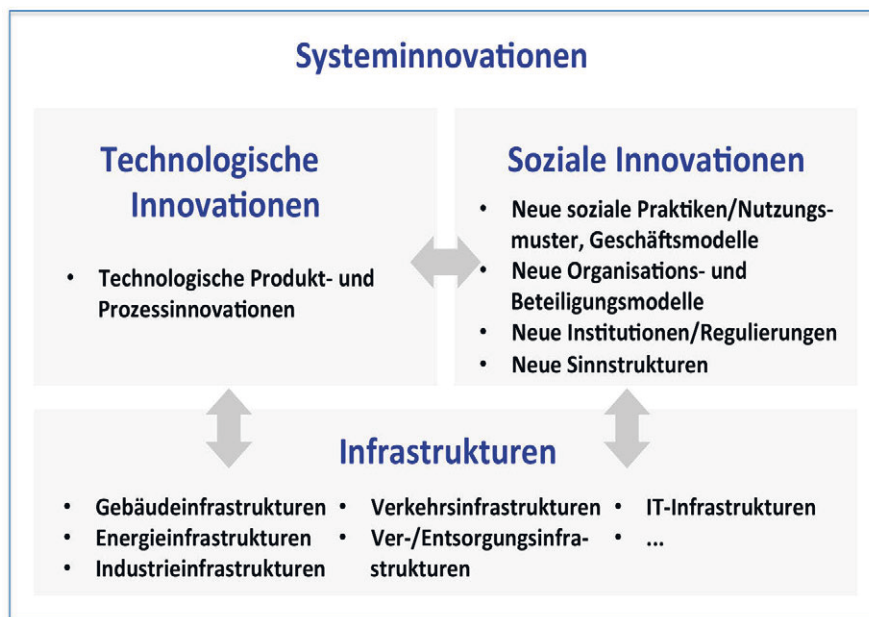 Systeminnovationen
Technologische
Innovationen
• Technologische Produkt- und
Prozessinnovationen
Soziale Innovationen
• Neue soziale Praktiken/Nutzungs-
muster, Geschäftsmodelle
• Neue Organisations- und
Beteiligungsmodelle
• Neue Institutionen/Regulierungen
• Neue Sinnstrukturen
Infrastrukturen
• Gebäudeinfrastrukturen
• Energieinfrastrukturen
• Industrieinfrastrukturen
• Verkehrsinfrastrukturen
• Ver-/Entsorgungsinfra-
strukturen
• IT-Infrastrukturen
• ...